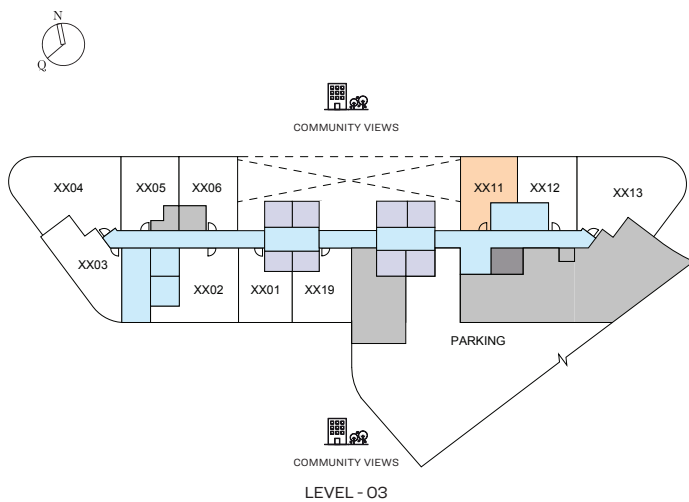 N
Q
COMMUNITY VIEWS
XX04
XX05
XX06
XX11
XX12
XX13
XX03
XX02
XX01
XX19
PARKING
COMMUNITY VIEWS
LEVEL - 03